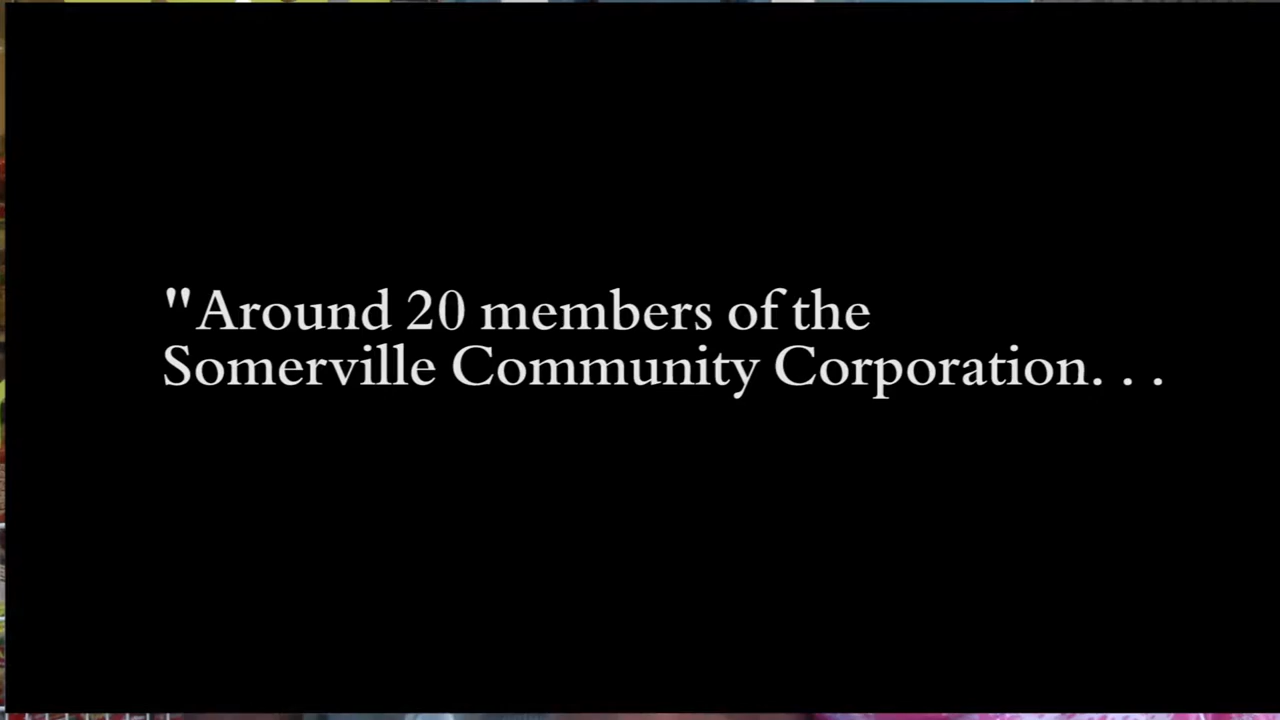 "Around 20 members of the
Somerville Community Corporation. . .